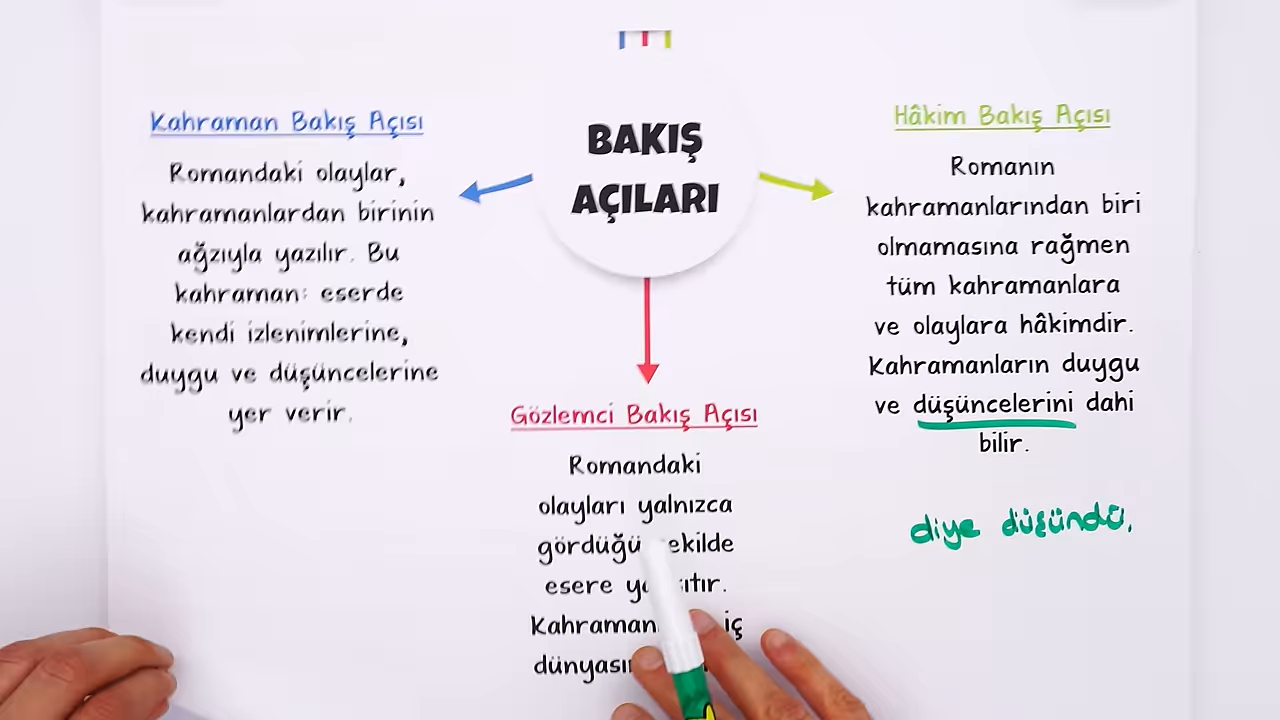 BAKIŞ
AÇILARI
Kahraman Bakış Açısı
Romandaki olaylar,
kahramanlardan birinin
ağzıyla yazılır. Bu
kahraman: eserde
kendi izlenimlerine,
duygu ve düşüncelerine
yer verir.
Gözlemci Bakış Açısı
Romandaki
olayları yalnızca
gördüğü
esere
iç
Hâkim Bakış Açısı
Romanın
kahramanlarından biri
olmamasına rağmen
tüm kahramanlara
ve olaylara hâkimdir.
Kahramanların duygu
ve düşüncelerini dahi
bilir.
diye düşündü.